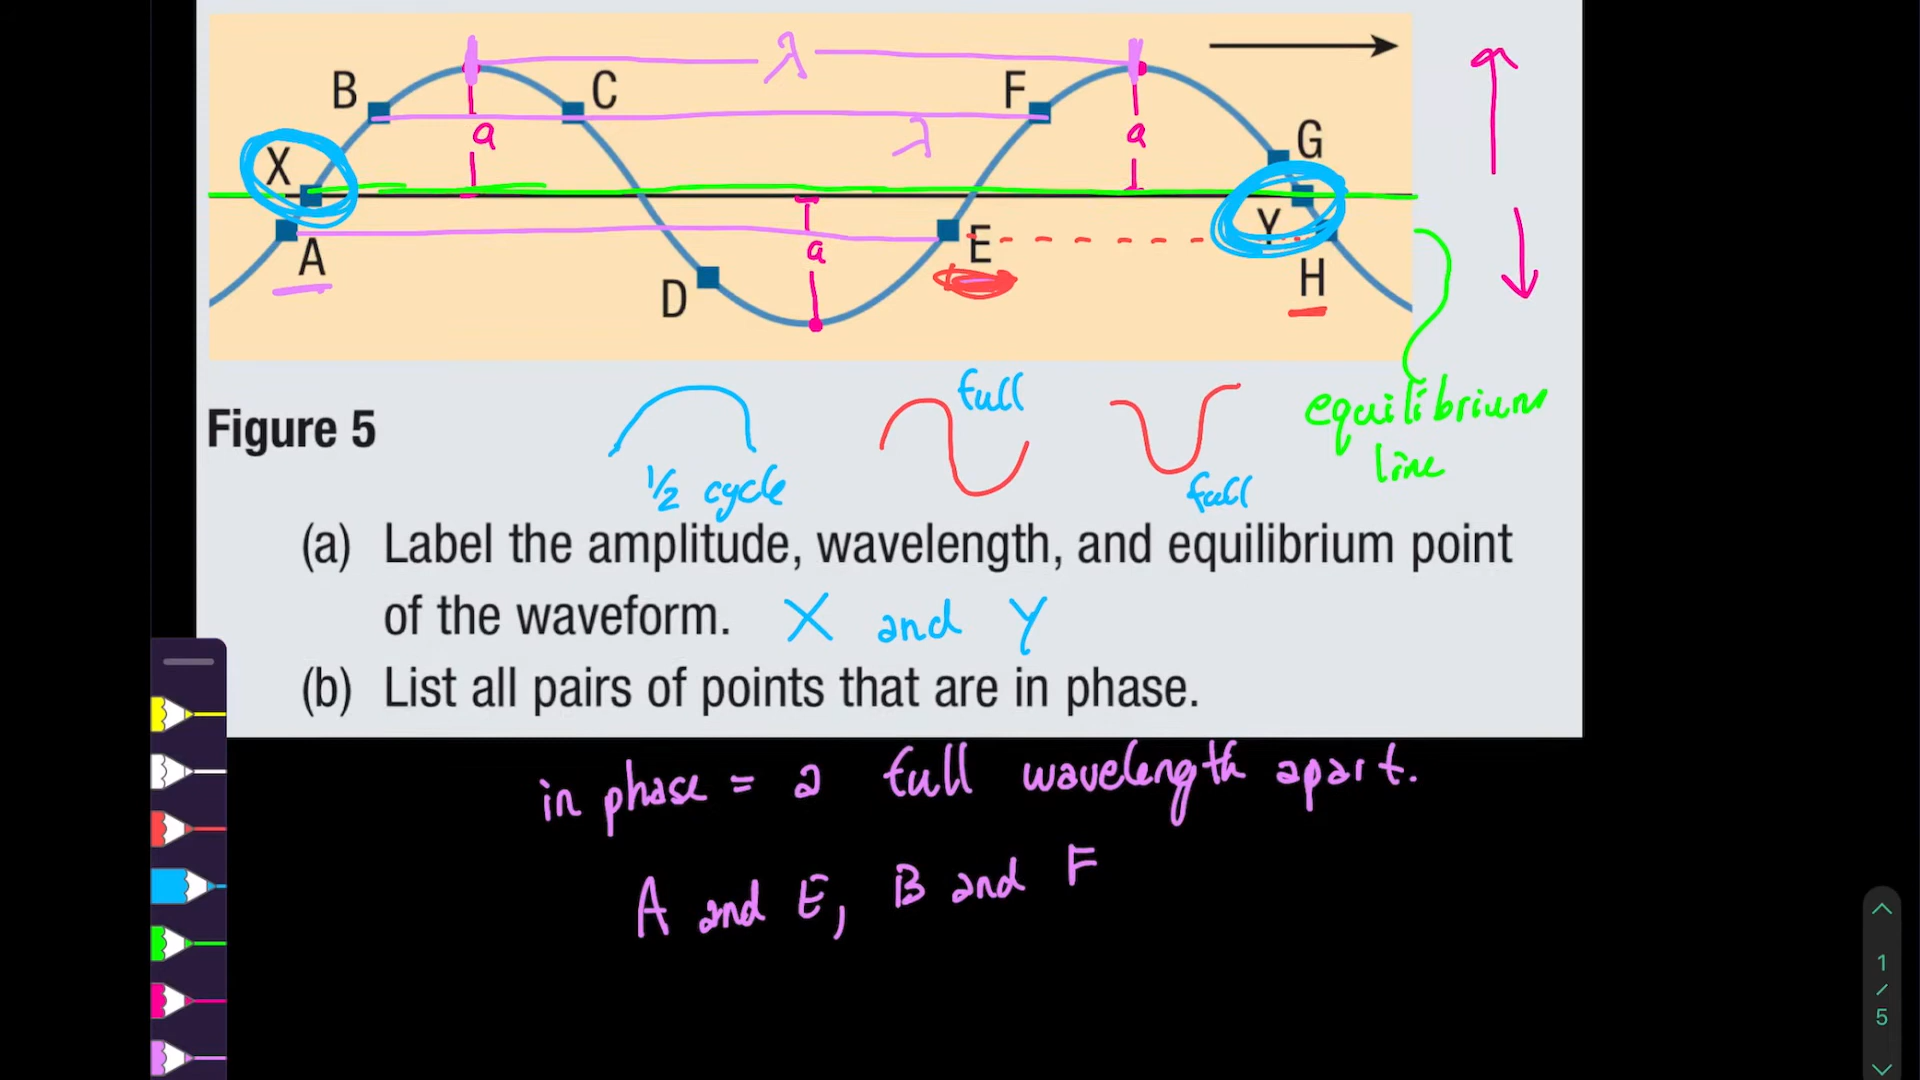 λ
B
C
F
a
a
λ
G
X
Y
A
a
E
D
H
full
equilibrium
line
Figure 5
1/2 cycle
full
(a) Label the amplitude, wavelength, and equilibrium point
of the waveform. X and Y
(b) List all pairs of points that are in phase.
in phase = a full wavelength apart.
A and E, B and F
1
/
5